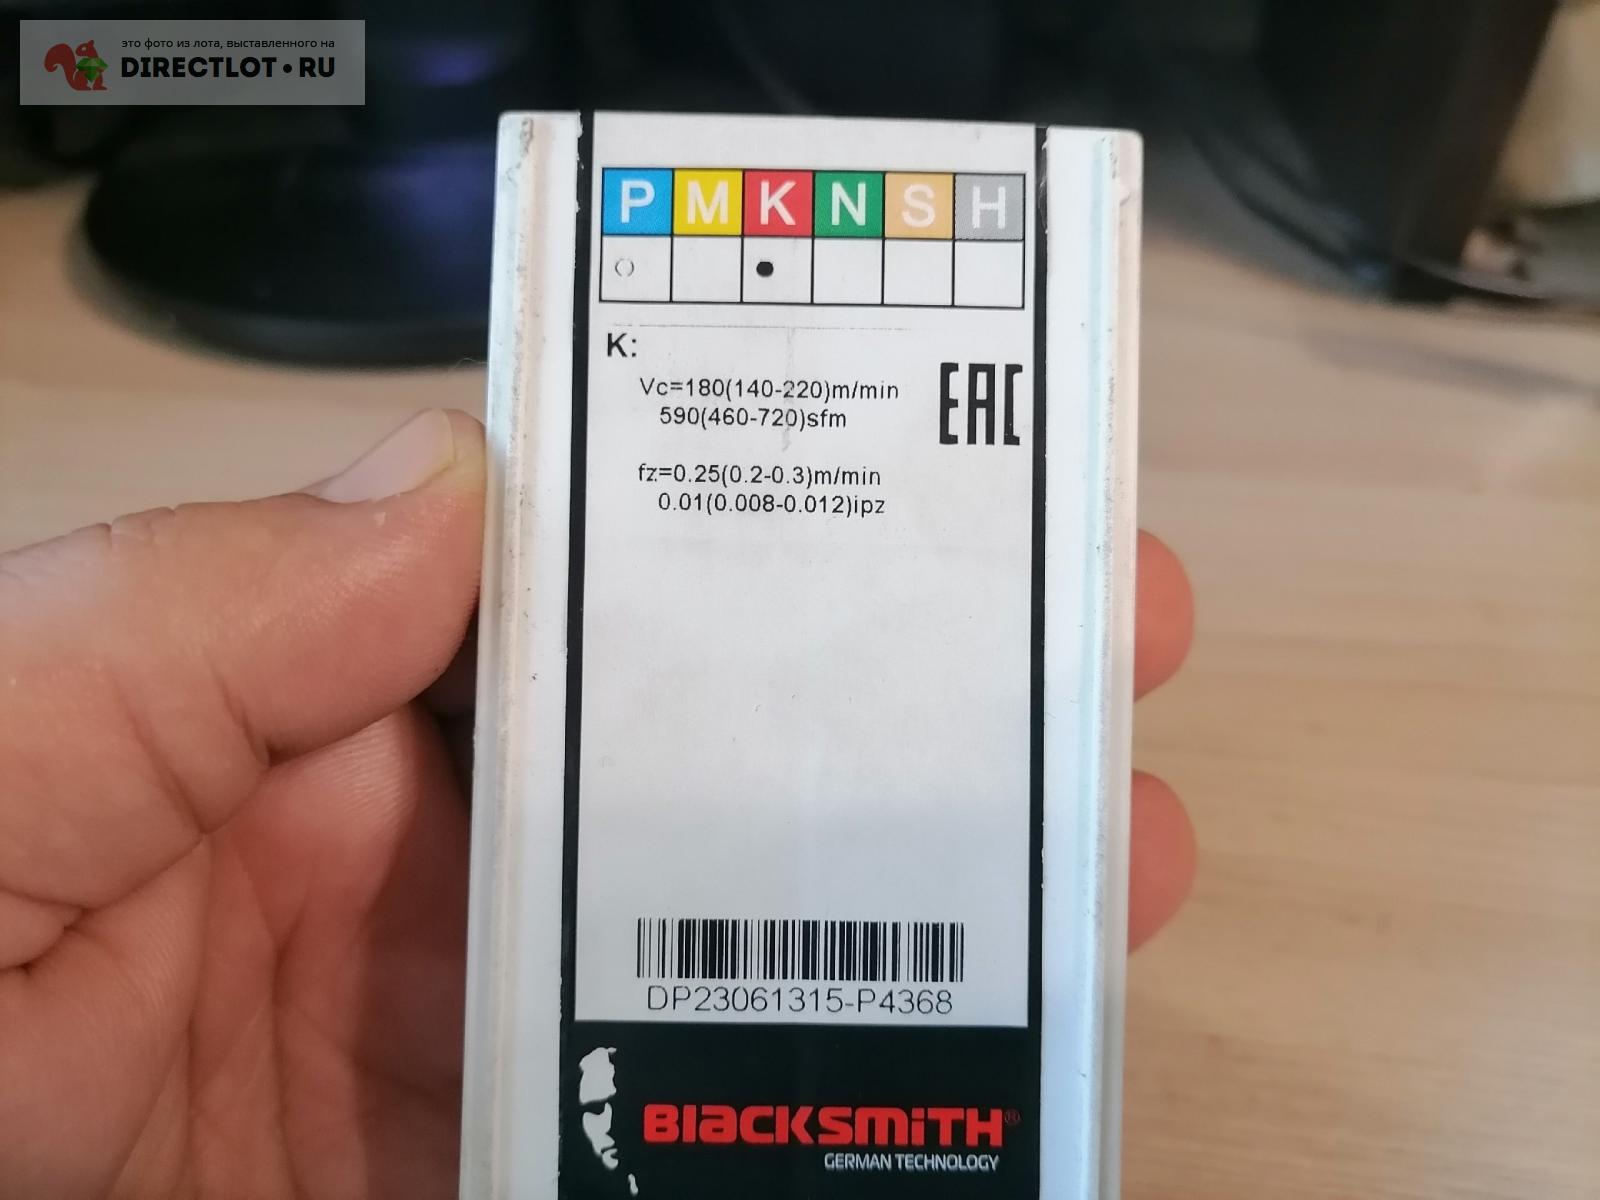 это фото из лота, выставленного на
DIRECTLOT•RU
P M K N S H
K:
Vc=180(140-220)m/min
590(460-720)sfm
EAC
fz=0.25(0.2-0.3)m/min
0.01(0.008-0.012)ipz
DP23061315-P4368
BlaCKSMiTH®
GERMAN TECHNOLOGY